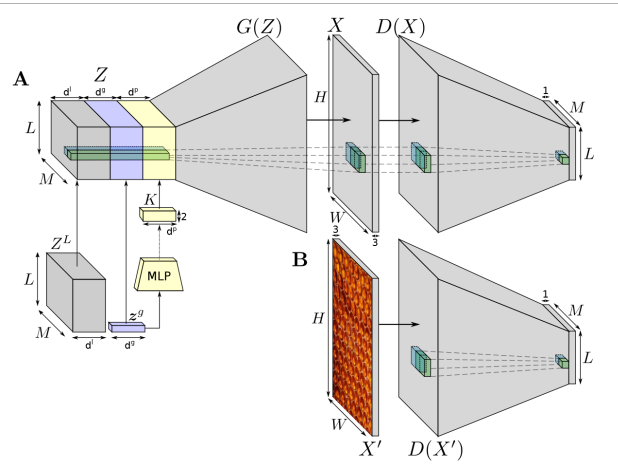 G(Z)
X
D(X)
A
Z
d^l
d^g
d^p
L
M
H
W
3
3
1
M
L
K
2
d^p
Z^L
MLP
L
M
z^g
d^l
d^g
B
H
W
X′
D(X′)
1
M
L